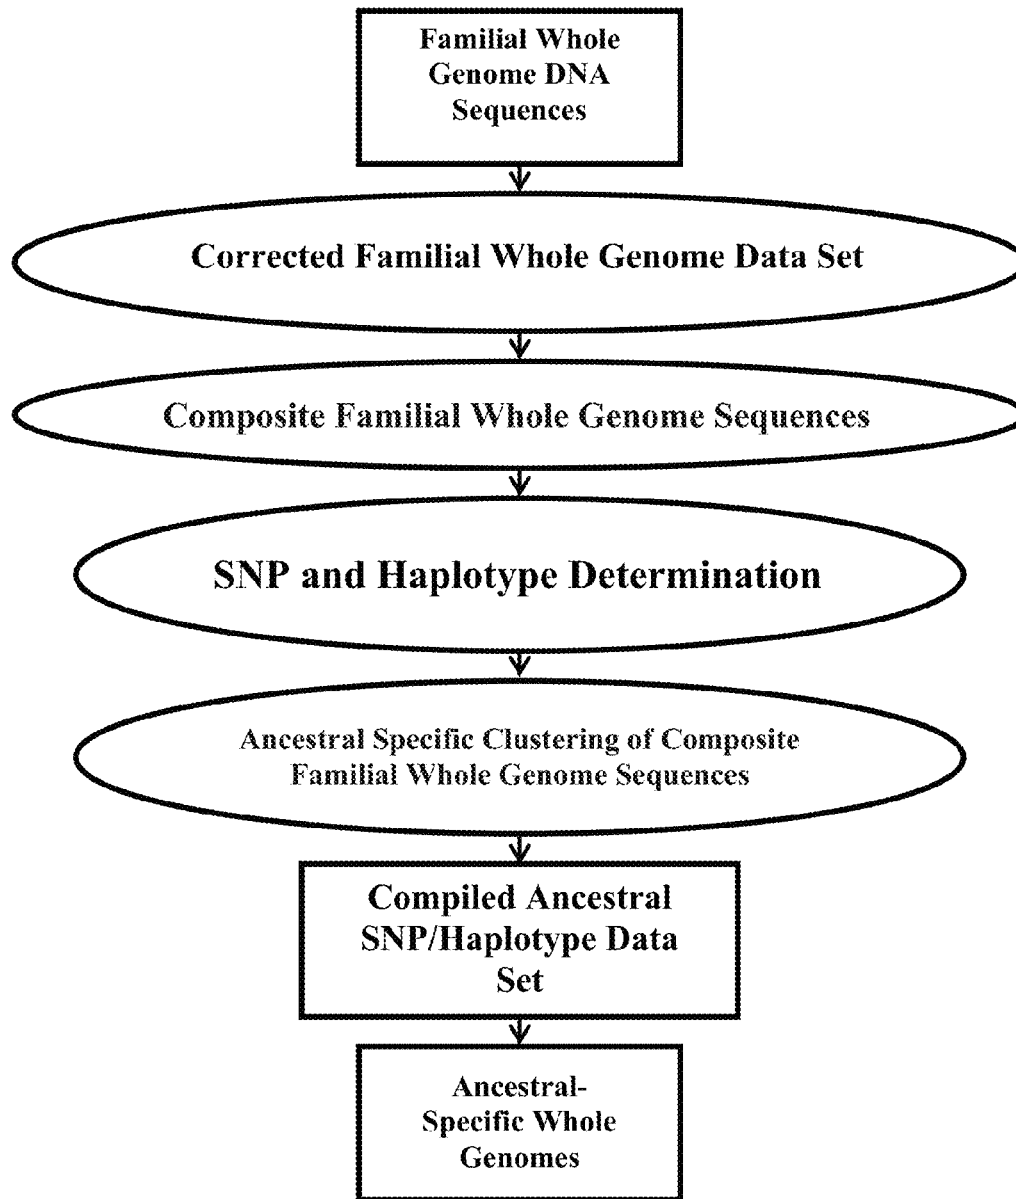 Familial Whole
Genome DNA
Sequences
Corrected Familial Whole Genome Data Set
Composite Familial Whole Genome Sequences
SNP and Haplotype Determination
Ancestral Specific Clustering of Composite
Familial Whole Genome Sequences
Compiled Ancestral
SNP/Haplotype Data
Set
Ancestral-
Specific Whole
Genomes